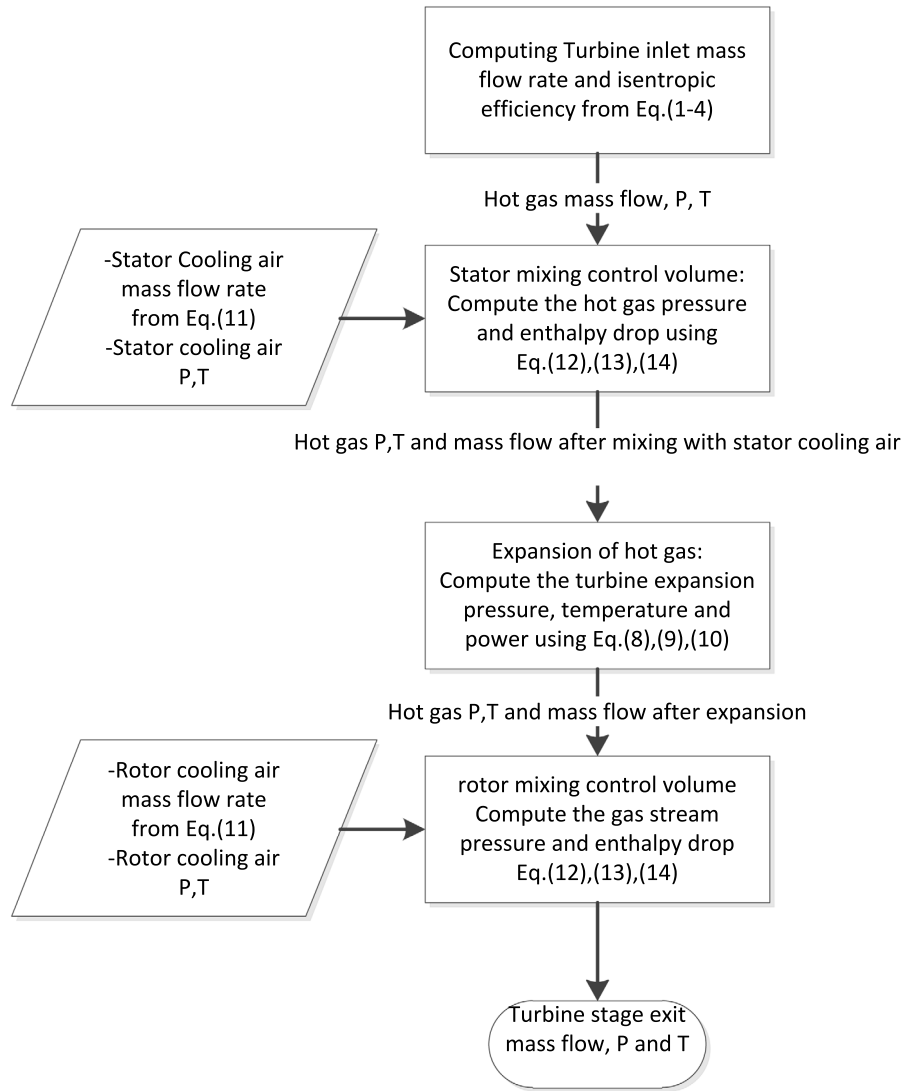 Computing Turbine inlet mass
flow rate and isentropic
efficiency from Eq.(1-4)
Hot gas mass flow, P, T
-Stator Cooling air
mass flow rate
from Eq.(11)
-Stator cooling air
P,T
Stator mixing control volume:
Compute the hot gas pressure
and enthalpy drop using
Eq.(12),(13),(14)
Hot gas P,T and mass flow after mixing with stator cooling air
Expansion of hot gas:
Compute the turbine expansion
pressure, temperature and
power using Eq.(8),(9),(10)
Hot gas P,T and mass flow after expansion
-Rotor cooling air
mass flow rate
from Eq.(11)
-Rotor cooling air
P,T
rotor mixing control volume
Compute the gas stream
pressure and enthalpy drop
Eq.(12),(13),(14)
Turbine stage exit
mass flow, P and T